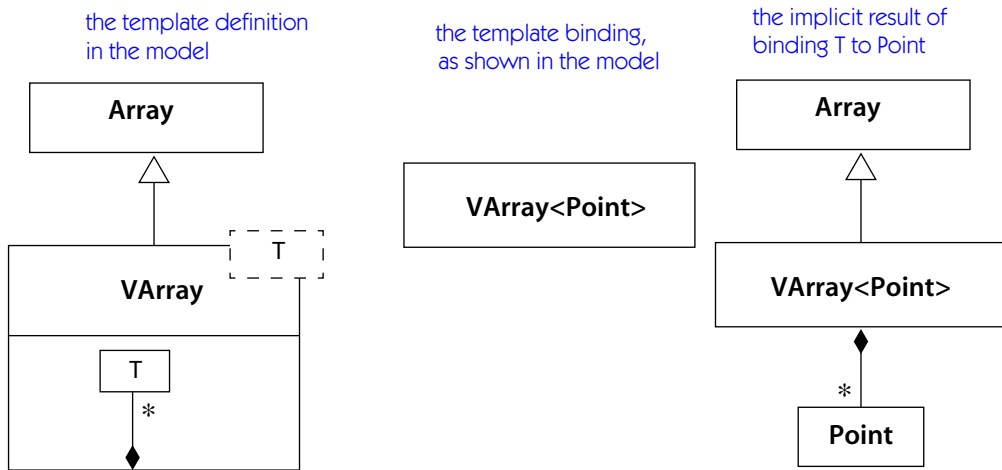 the template definition
in the model
Array
T
VArray
T
*
the template binding,
as shown in the model
VArray<Point>
the implicit result of
binding T to Point
Array
VArray<Point>
*
Point